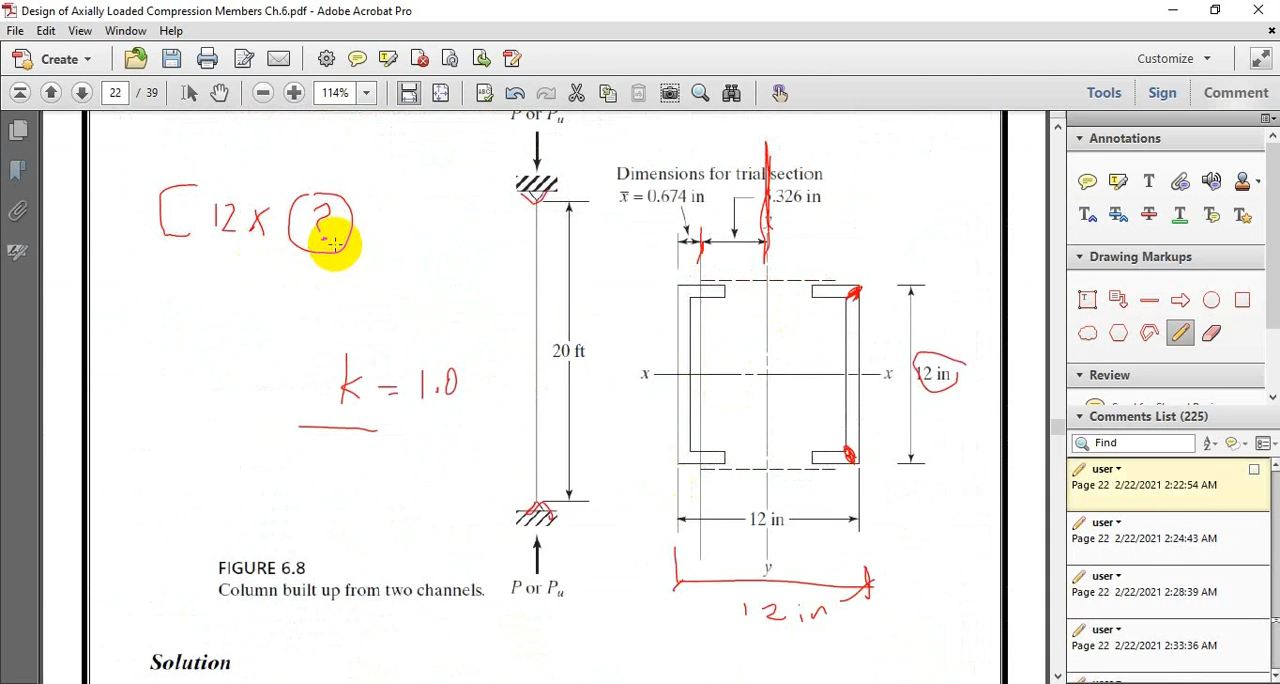 Design of Axially Loaded Compression Members Ch.6.pdf - Adobe Acrobat Pro
File Edit View Window Help
Create Customize
22 / 39 114% Tools Sign Comment
P or Pu
Dimensions for trial section
x̄ = 0.674 in .326 in
[ 12 x ?
20 ft
k = 1.0
x x 12 in
12 in
y
12 in
P or Pu
FIGURE 6.8
Column built up from two channels.
Solution
Annotations
Drawing Markups
Review
Comments List (225)
Find
user
Page 22 2/22/2021 2:22:54 AM
user
Page 22 2/22/2021 2:24:43 AM
user
Page 22 2/22/2021 2:28:39 AM
user
Page 22 2/22/2021 2:33:36 AM
user